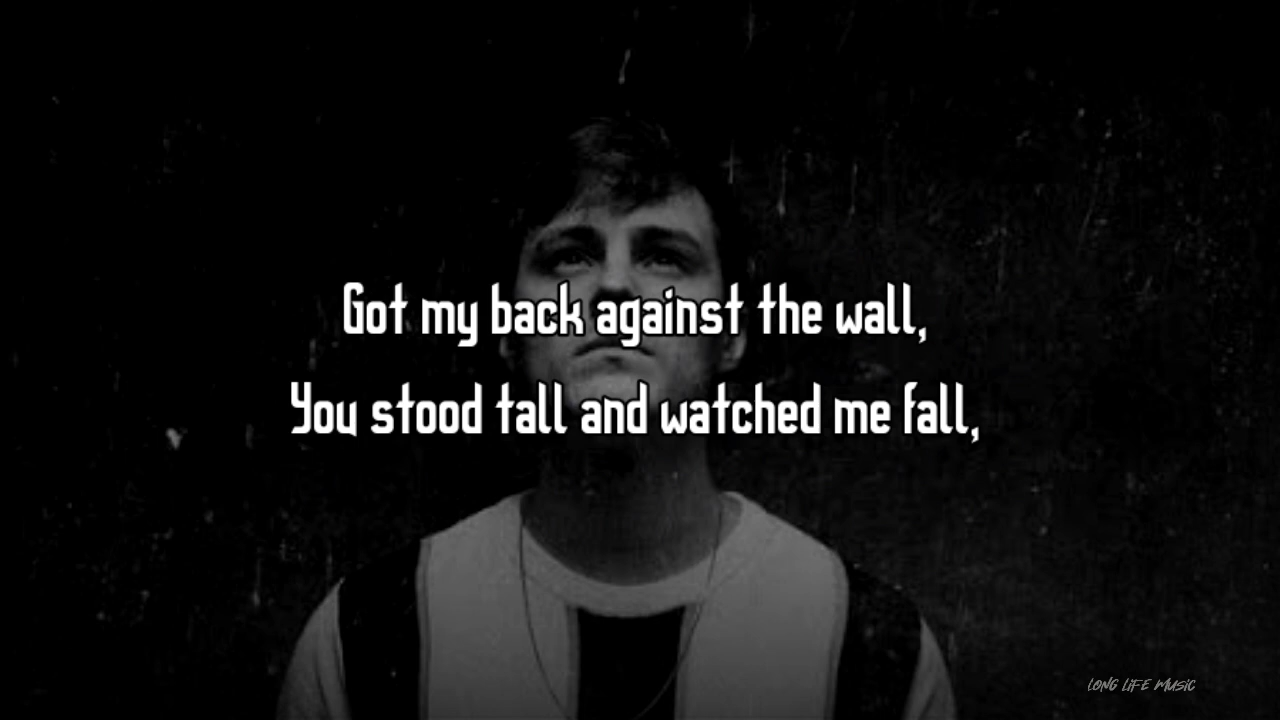 Got my back against the wall,
You stood tall and watched me fall,
LONG LIFE MUSIC